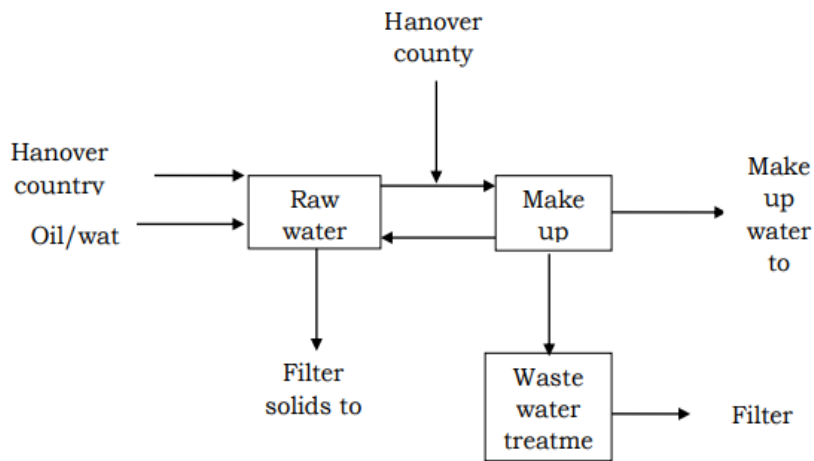 Hanover
county
Hanover
country
Oil/wat
Raw
water
Make
up
Make
up
water
to
Filter
solids to
Waste
water
treatme
Filter